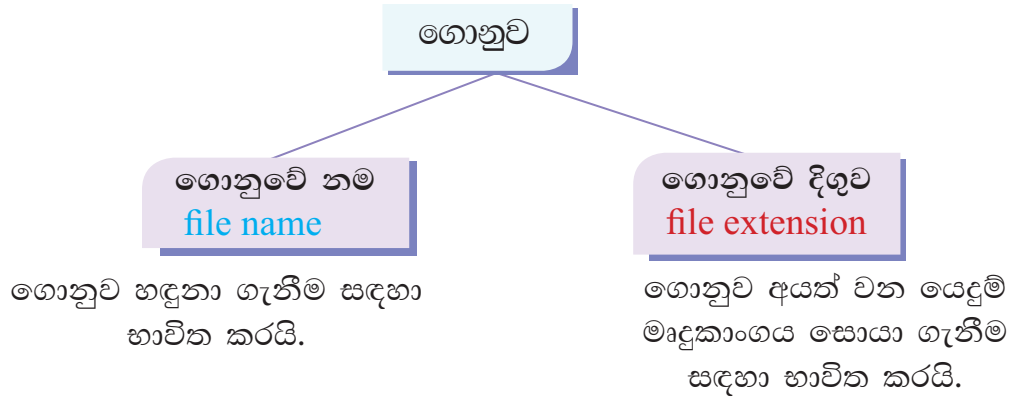 ගොනුව
ගොනුවේ නම
file name
ගොනුව හඳුනා ගැනීම සඳහා
භාවිත කරයි.
ගොනුවේ දිගුව
file extension
ගොනුව අයත් වන යෙදුම්
මෘදුකාංගය සොයා ගැනීම
සඳහා භාවිත කරයි.